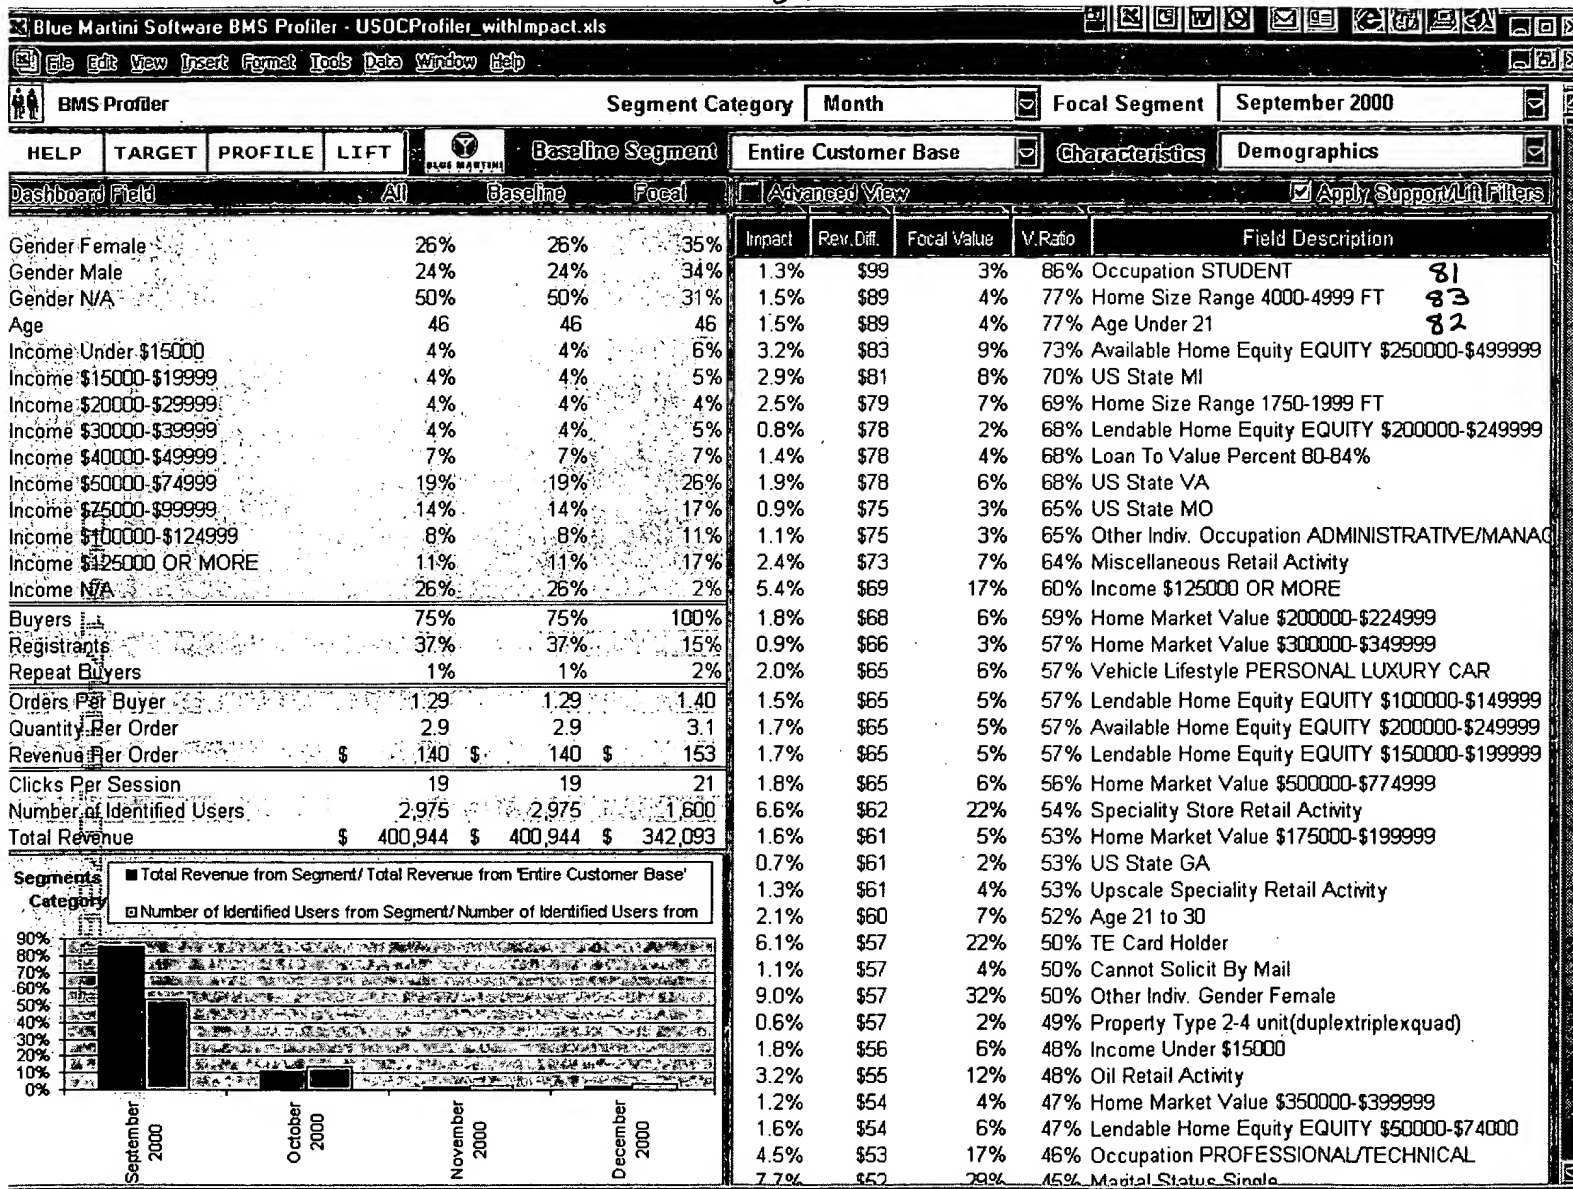 Blue Martini Software BMS Profiler - USOCProfiler_withImpact.xls
File Edit View Insert Format Tools Data Window Help
BMS Profiler Segment Category Month Focal Segment September 2000
HELP TARGET PROFILE LIFT BLUE MARTINI Baseline Segment Entire Customer Base Characteristics Demographics
Dashboard Field All Baseline Focal
Gender Female 26% 26% 35%
Gender Male 24% 24% 34%
Gender N/A 50% 50% 31%
Age 46 46 46
Income Under $15000 4% 4% 6%
Income $15000-$19999 4% 4% 5%
Income $20000-$29999 4% 4% 4%
Income $30000-$39999 4% 4% 5%
Income $40000-$49999 7% 7% 7%
Income $50000-$74999 19% 19% 26%
Income $75000-$99999 14% 14% 17%
Income $100000-$124999 8% 8% 11%
Income $125000 OR MORE 11% 11% 17%
Income N/A 26% 26% 2%
Buyers 75% 75% 100%
Registrants 37% 37% 15%
Repeat Buyers 1% 1% 2%
Orders Per Buyer 1.29 1.29 1.40
Quantity Per Order 2.9 2.9 3.1
Revenue Per Order $ 140 $ 140 $ 153
Clicks Per Session 19 19 21
Number of Identified Users 2,975 2,975 1,600
Total Revenue $ 400,944 $ 400,944 $ 342,093
Segments
Category
Total Revenue from Segment/Total Revenue from 'Entire Customer Base'
Number of Identified Users from Segment/Number of Identified Users from
90%
80%
70%
60%
50%
40%
30%
20%
10%
0%
September 2000
October 2000
November 2000
December 2000
Advanced View Apply Support/Lift Filters
Impact Rev.Diff. Focal Value V.Ratio Field Description
1.3% $99 3% 86% Occupation STUDENT 81
1.5% $89 4% 77% Home Size Range 4000-4999 FT 83
1.5% $89 4% 77% Age Under 21 82
3.2% $83 9% 73% Available Home Equity EQUITY $250000-$499999
2.9% $81 8% 70% US State MI
2.5% $79 7% 69% Home Size Range 1750-1999 FT
0.8% $78 2% 68% Lendable Home Equity EQUITY $200000-$249999
1.4% $78 4% 68% Loan To Value Percent 80-84%
1.9% $78 6% 68% US State VA
0.9% $75 3% 65% US State MO
1.1% $75 3% 65% Other Indiv. Occupation ADMINISTRATIVE/MANAG
2.4% $73 7% 64% Miscellaneous Retail Activity
5.4% $69 17% 60% Income $125000 OR MORE
1.8% $68 6% 59% Home Market Value $200000-$224999
0.9% $66 3% 57% Home Market Value $300000-$349999
2.0% $65 6% 57% Vehicle Lifestyle PERSONAL LUXURY CAR
1.5% $65 5% 57% Lendable Home Equity EQUITY $100000-$149999
1.7% $65 5% 57% Available Home Equity EQUITY $200000-$249999
1.7% $65 5% 57% Lendable Home Equity EQUITY $150000-$199999
1.8% $65 6% 56% Home Market Value $500000-$774999
6.6% $62 22% 54% Speciality Store Retail Activity
1.6% $61 5% 53% Home Market Value $175000-$199999
0.7% $61 2% 53% US State GA
1.3% $61 4% 53% Upscale Speciality Retail Activity
2.1% $60 7% 52% Age 21 to 30
6.1% $57 22% 50% TE Card Holder
1.1% $57 4% 50% Cannot Solicit By Mail
9.0% $57 32% 50% Other Indiv. Gender Female
0.6% $57 2% 49% Property Type 2-4 unit(duplextriplexquad)
1.8% $56 6% 48% Income Under $15000
3.2% $55 12% 48% Oil Retail Activity
1.2% $54 4% 47% Home Market Value $350000-$399999
1.6% $54 6% 47% Lendable Home Equity EQUITY $50000-$74000
4.5% $53 17% 46% Occupation PROFESSIONAL/TECHNICAL
7.7% $52 29% 45% Marital Status Single